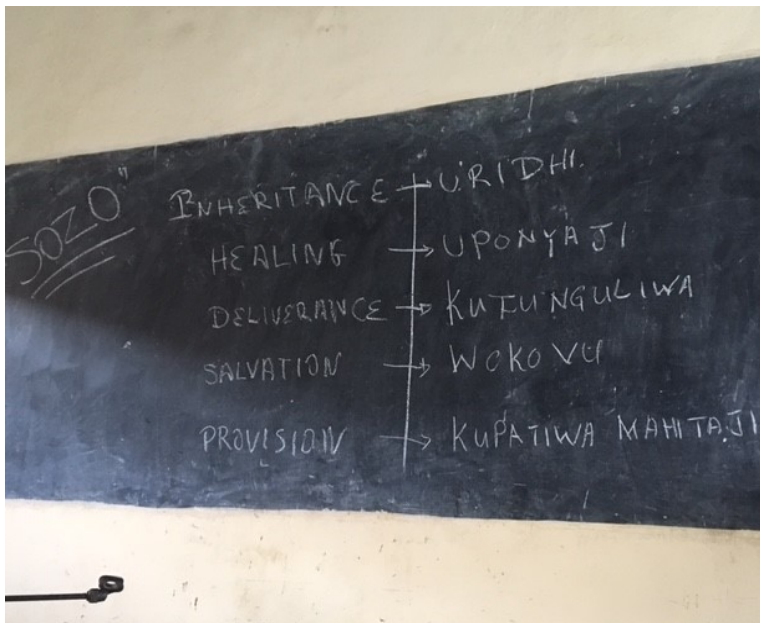 SOZO"
INHERITANCE → URIDHI.
HEALING → UPONYAJI
DELIVERANCE → KUFUNGULIWA
SALVATION → WOKOVU
PROVISION → KUPATIWA MAHITAJI